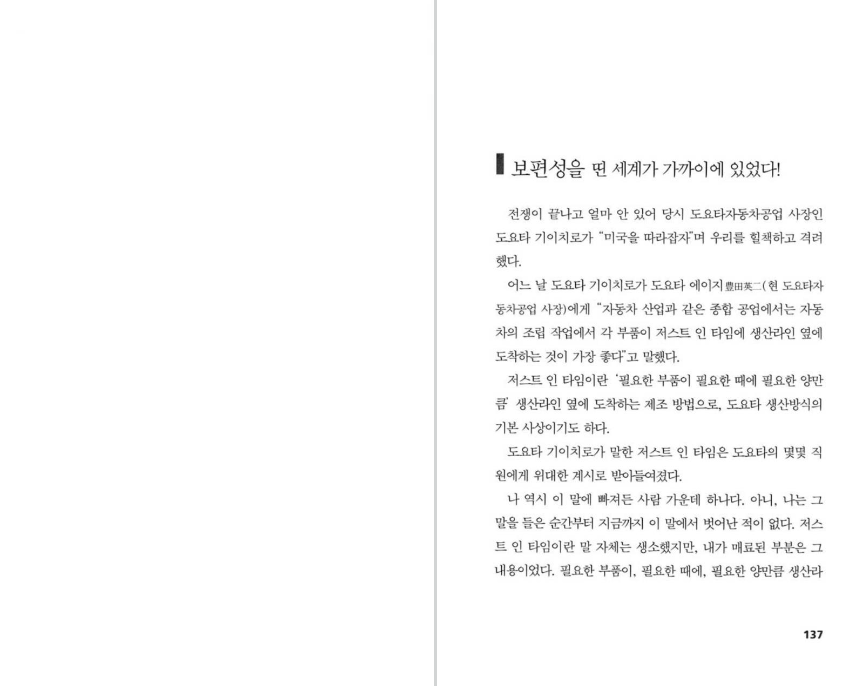 보편성을 띤 세계가 가까이에 있었다!
전쟁이 끝나고 얼마 안 있어 당시 도요타자동차공업 사장인
도요타 기이치로가 "미국을 따라잡자"며 우리를 힐책하고 격려
했다.
어느 날 도요타 기이치로가 도요타 에이지豊田英二(현 도요타자
동차공업 사장)에게 "자동차 산업과 같은 종합 공업에서는 자동
차의 조립 작업에서 각 부품이 저스트 인 타임에 생산라인 옆에
도착하는 것이 가장 좋다"고 말했다.
저스트 인 타임이란 '필요한 부품이 필요한 때에 필요한 양만
큼' 생산라인 옆에 도착하는 제조 방법으로, 도요타 생산방식의
기본 사상이기도 하다.
도요타 기이치로가 말한 저스트 인 타임은 도요타의 몇몇 직
원에게 위대한 계시로 받아들여졌다.
나 역시 이 말에 빠져든 사람 가운데 하나다. 아니, 나는 그
말을 들은 순간부터 지금까지 이 말에서 벗어난 적이 없다. 저스
트 인 타임이란 말 자체는 생소했지만, 내가 매료된 부분은 그
내용이었다. 필요한 부품이, 필요한 때에, 필요한 양만큼 생산라
137